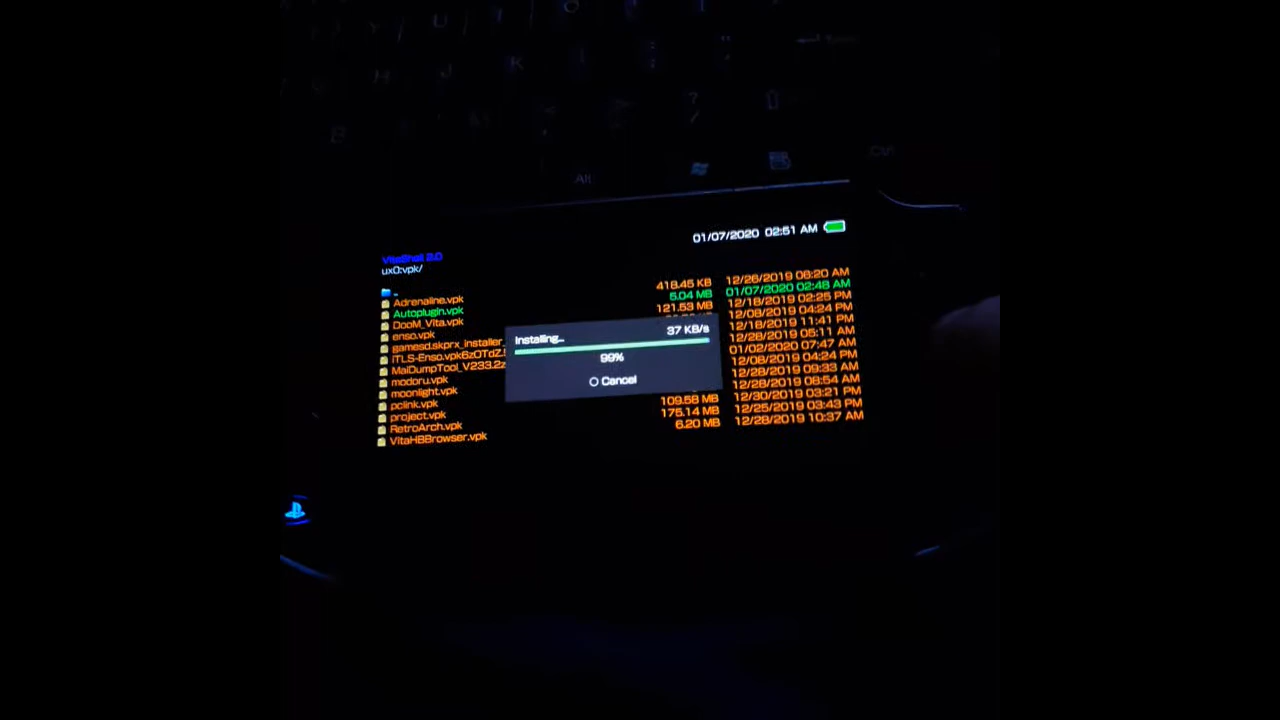 K
?
Alt
Ctrl
01/07/2020 02:51 AM
VitaShell 2.0
ux0:vpk/
..
Adrenaline.vpk 418.45 KB 12/26/2019 06:20 AM
Autoplugin.vpk 5.04 MB 01/07/2020 02:48 AM
DooM_Vita.vpk 121.53 MB 12/18/2019 02:25 PM
enso.vpk 12/08/2019 04:24 PM
gamesd.skprx_installer_ 12/18/2019 11:41 PM
iTLS-Enso.vpk6zOTdZ. 12/28/2019 05:11 AM
MaiDumpTool_V233.2z 01/02/2020 07:47 AM
modoru.vpk 12/08/2019 04:24 PM
moonlight.vpk 12/28/2019 09:33 AM
pclink.vpk 12/28/2019 08:54 AM
project.vpk 109.58 MB 12/30/2019 03:21 PM
RetroArch.vpk 175.14 MB 12/25/2019 03:43 PM
VitaHBBrowser.vpk 6.20 MB 12/28/2019 10:37 AM
Installing... 37 KB/s
99%
Cancel